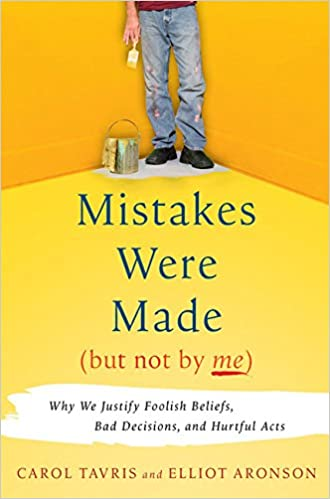 Mistakes
Were
Made
(but not by me)
Why We Justify Foolish Beliefs,
Bad Decisions, and Hurtful Acts
CAROL TAVRIS and ELLIOT ARONSON